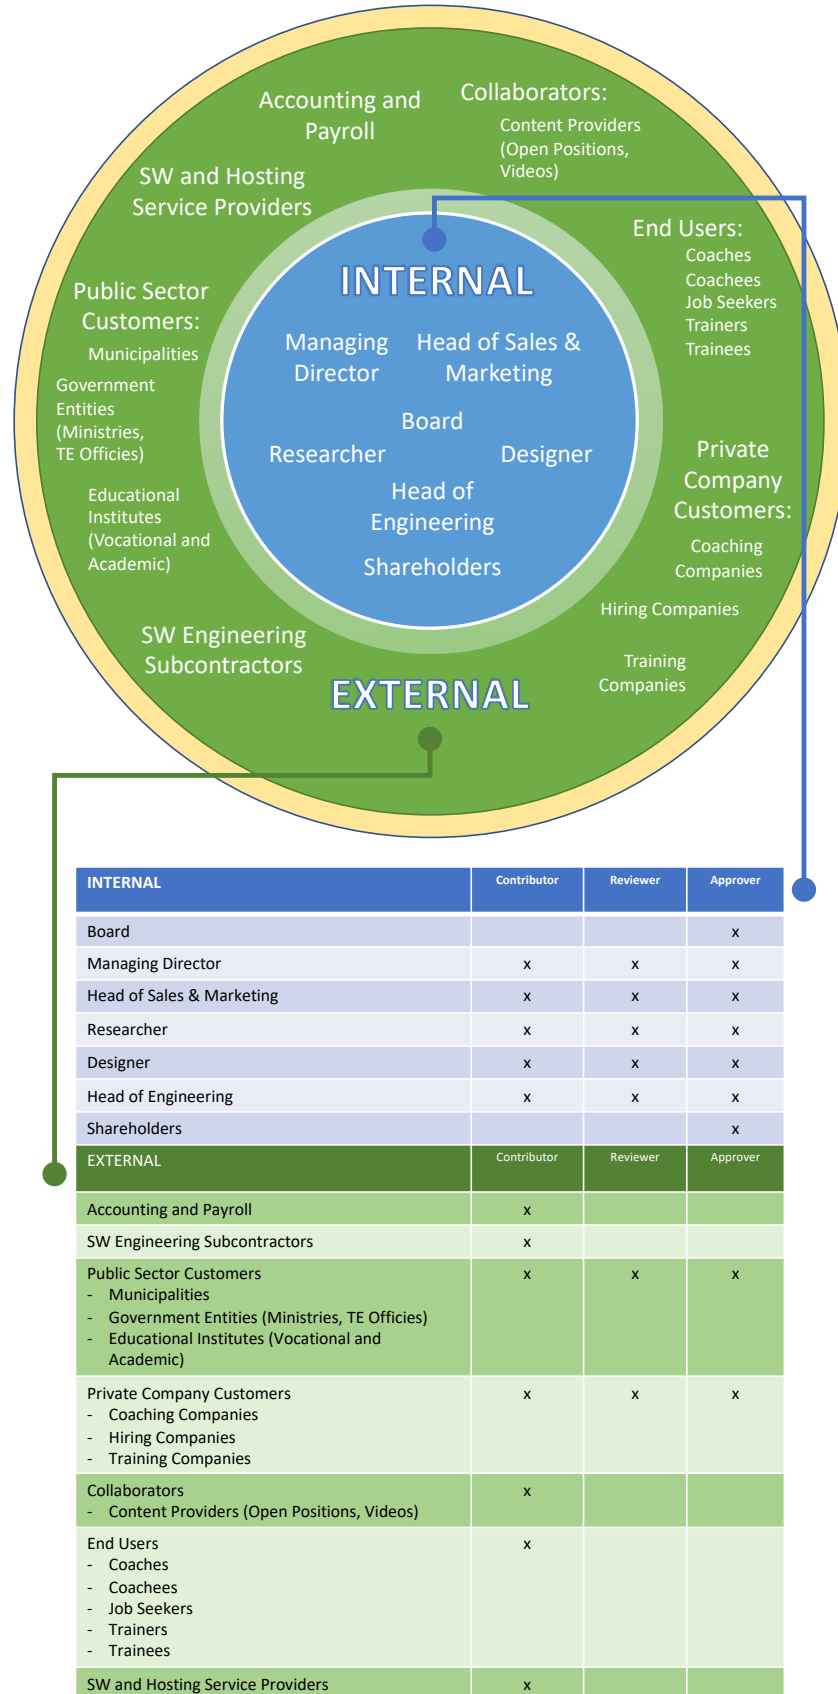 Accounting and
Payroll
Collaborators:
Content Providers
(Open Positions,
Videos)
SW and Hosting
Service Providers
End Users:
Coaches
Coachees
Job Seekers
Trainers
Trainees
INTERNAL
Public Sector
Customers:
Municipalities
Government
Entities
(Ministries,
TE Officies)
Educational
Institutes
(Vocational and
Academic)
Managing
Director
Head of Sales &
Marketing
Board
Researcher
Designer
Head of
Engineering
Shareholders
Private
Company
Customers:
Coaching
Companies
Hiring Companies
Training
Companies
SW Engineering
Subcontractors
EXTERNAL
INTERNAL Contributor Reviewer Approver
Board x
Managing Director x x x
Head of Sales & Marketing x x x
Researcher x x x
Designer x x x
Head of Engineering x x x
Shareholders x
EXTERNAL Contributor Reviewer Approver
Accounting and Payroll x
SW Engineering Subcontractors x
Public Sector Customers x x x
- Municipalities
- Government Entities (Ministries, TE Officies)
- Educational Institutes (Vocational and
Academic)
Private Company Customers x x x
- Coaching Companies
- Hiring Companies
- Training Companies
Collaborators x
- Content Providers (Open Positions, Videos)
End Users x
- Coaches
- Coachees
- Job Seekers
- Trainers
- Trainees
SW and Hosting Service Providers x